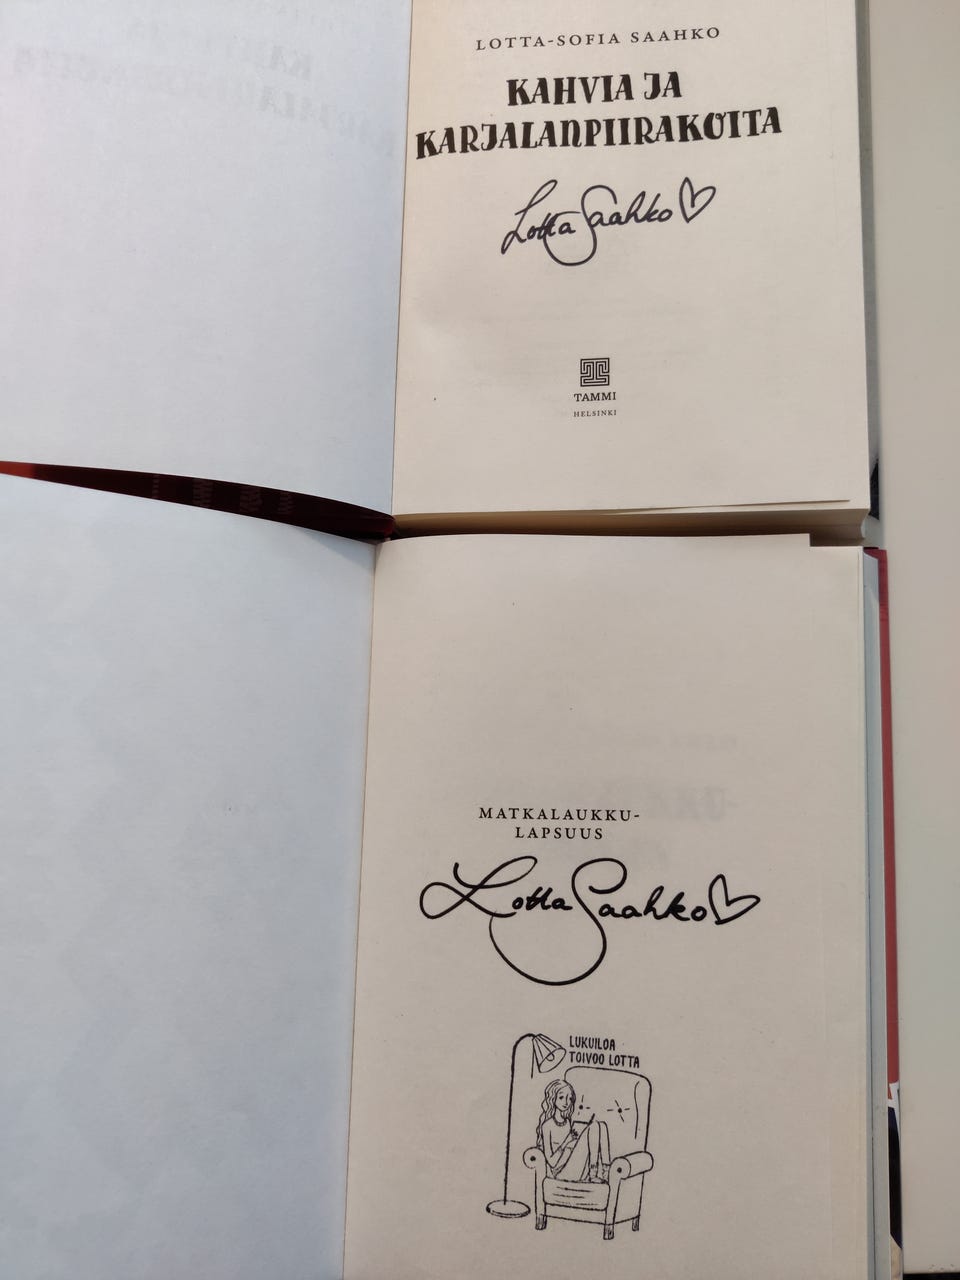 LOTTA-SOFIA SAAHKO
KAHVIA JA
KARJALANPIIRAKOITA
Lotta Saahko
TAMMI
HELSINKI
MATKALAUKKU-
LAPSUUS
Lotta Saahko
LUKUILOA
TOIVOO LOTTA